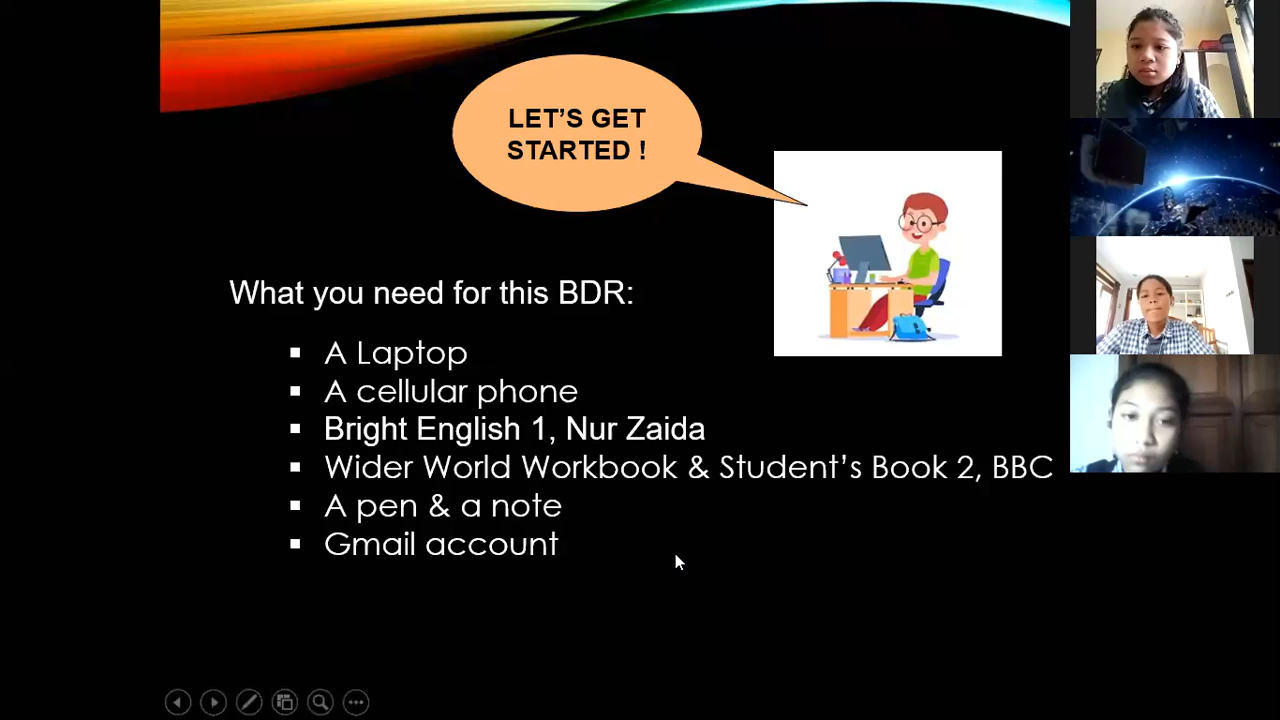 LET’S GET
STARTED !
What you need for this BDR:
▪ A Laptop
▪ A cellular phone
▪ Bright English 1, Nur Zaida
▪ Wider World Workbook & Student’s Book 2, BBC
▪ A pen & a note
▪ Gmail account